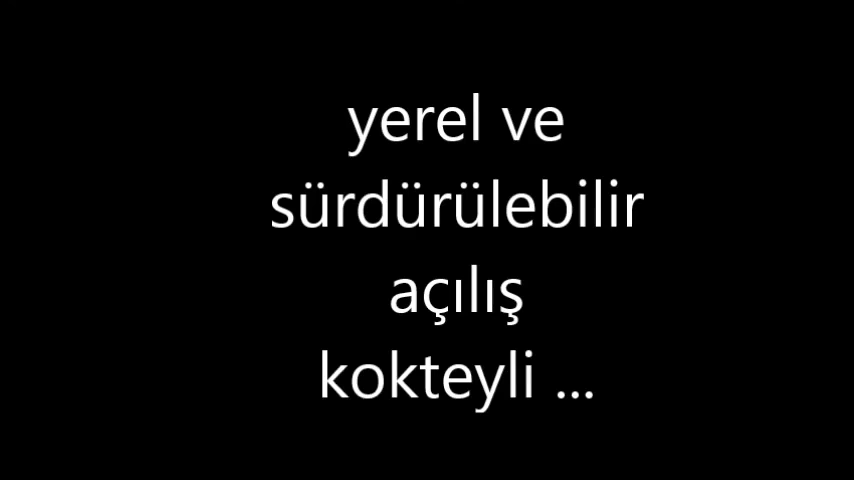 yerel ve
sürdürülebilir
açılış
kokteyli ...